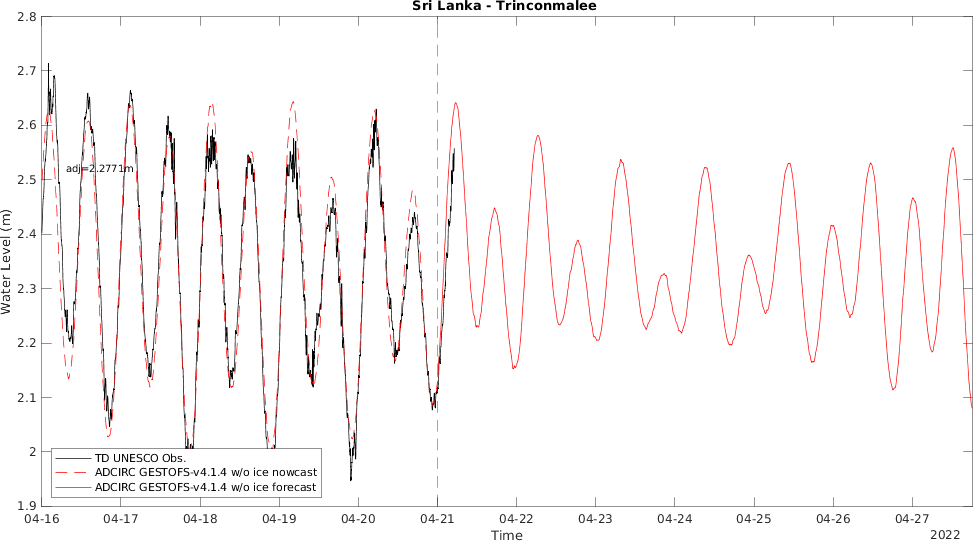 Sri Lanka - Trinconmalee
2.8
2.7
2.6
2.5
2.4
2.3
2.2
2.1
2
1.9
Water Level (m)
adj=2.2771m
TD UNESCO Obs.
ADCIRC GESTOFS-v4.1.4 w/o ice nowcast
ADCIRC GESTOFS-v4.1.4 w/o ice forecast
04-16 04-17 04-18 04-19 04-20 04-21 04-22 04-23 04-24 04-25 04-26 04-27
Time
2022